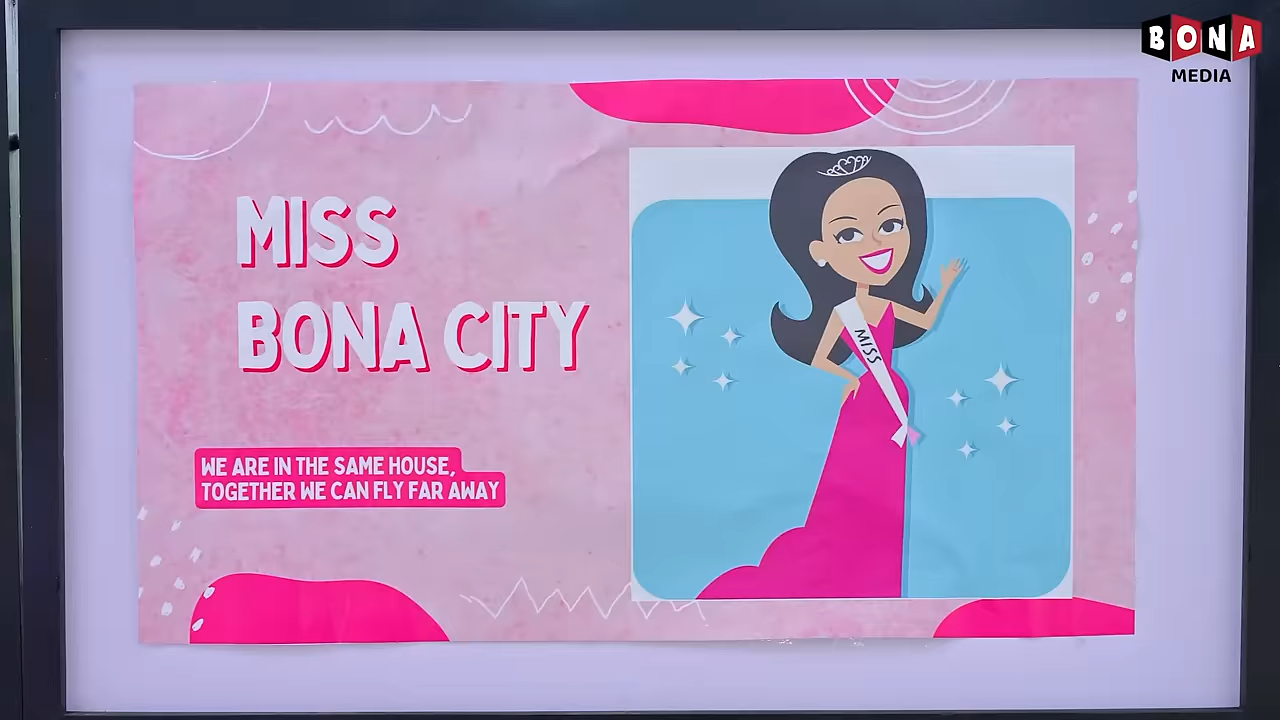 BONA
MEDIA
MISS
BONA CITY
WE ARE IN THE SAME HOUSE,
TOGETHER WE CAN FLY FAR AWAY
MISS